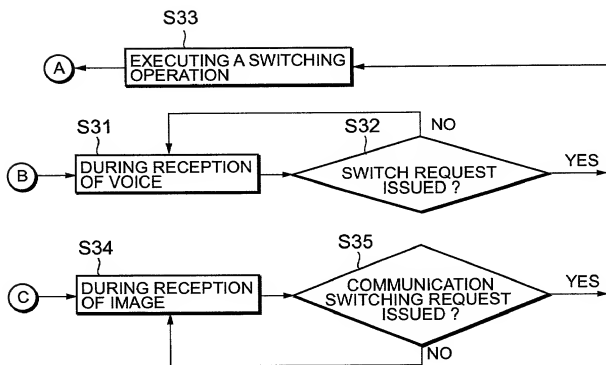 S33
A
EXECUTING A SWITCHING
OPERATION
S31
S32
NO
B
DURING RECEPTION
OF VOICE
SWITCH REQUEST
ISSUED ?
YES
S34
S35
C
DURING RECEPTION
OF IMAGE
COMMUNICATION
SWITCHING REQUEST
ISSUED ?
YES
NO